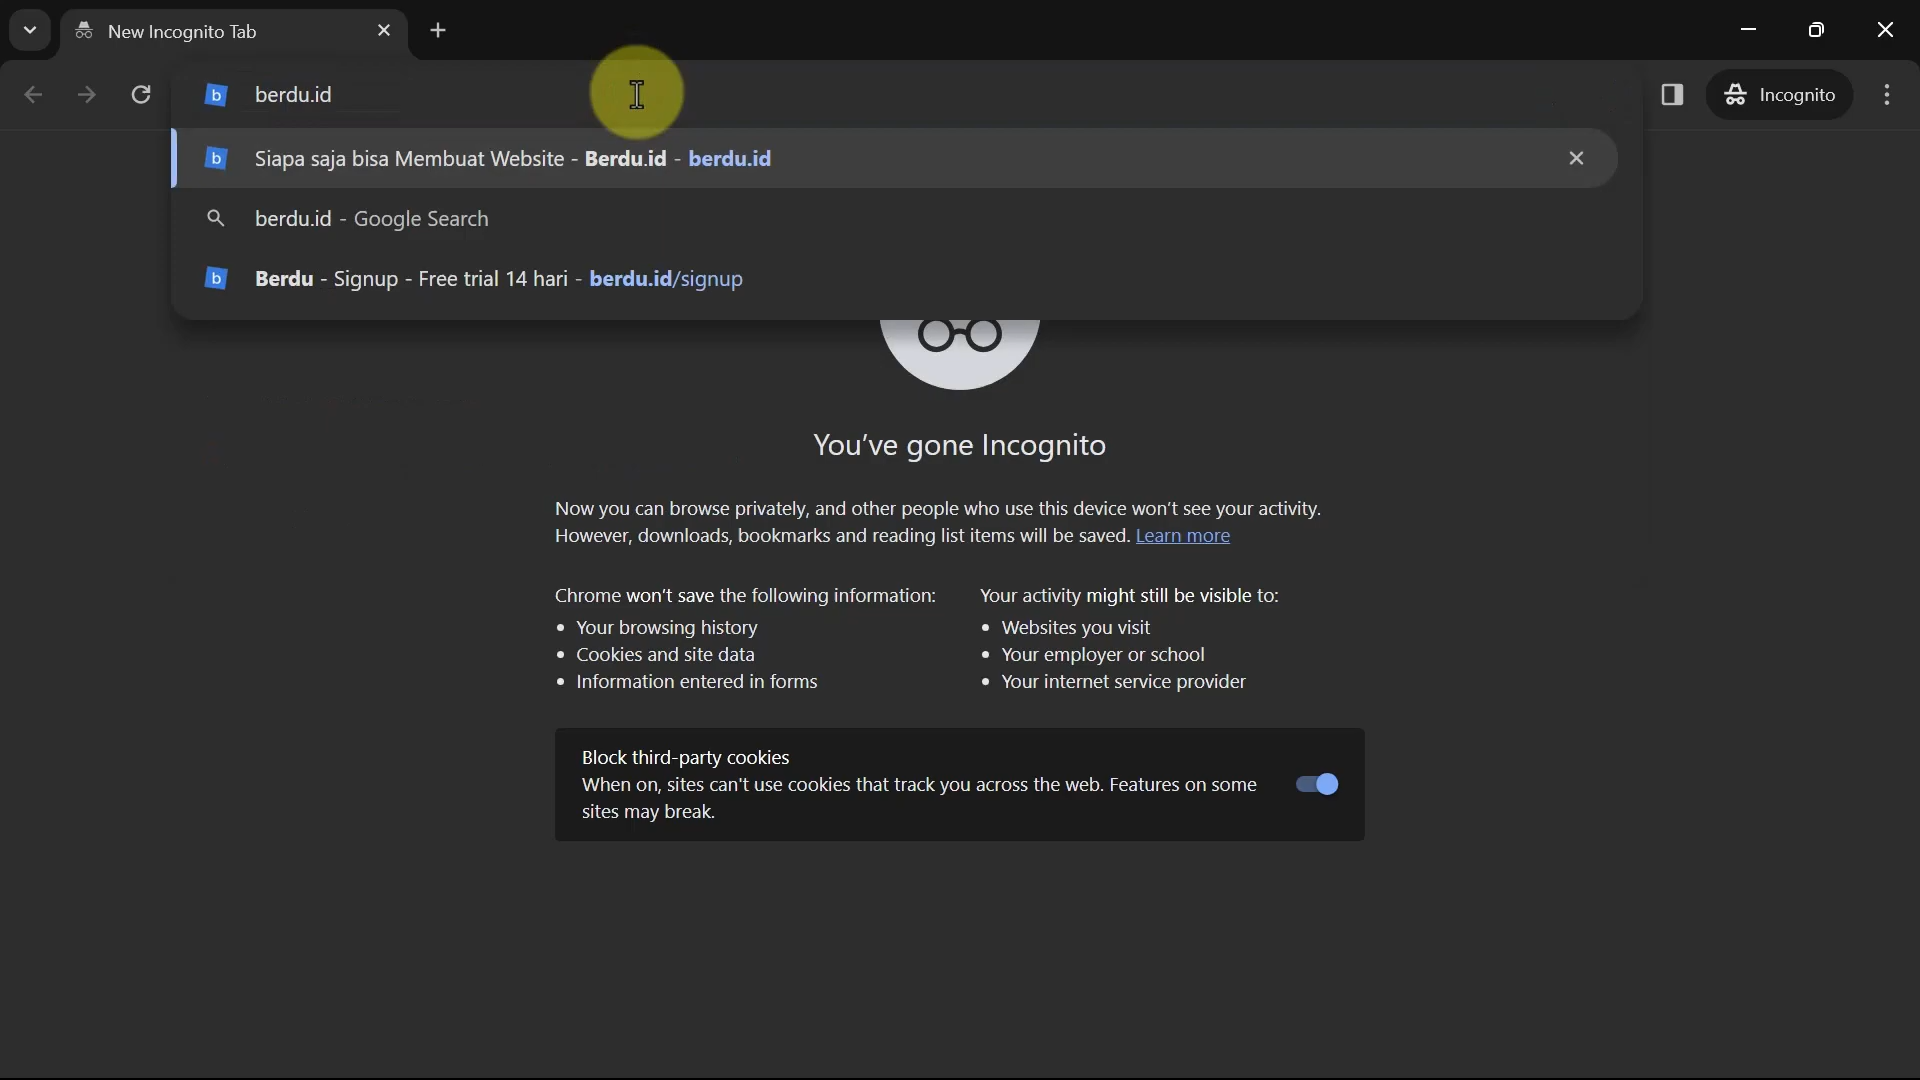 New Incognito Tab
b berdu.id
Incognito
b Siapa saja bisa Membuat Website - Berdu.id - berdu.id
berdu.id - Google Search
b Berdu - Signup - Free trial 14 hari - berdu.id/signup
You've gone Incognito
Now you can browse privately, and other people who use this device won't see your activity.
However, downloads, bookmarks and reading list items will be saved. Learn more
Chrome won't save the following information:
• Your browsing history
• Cookies and site data
• Information entered in forms
Your activity might still be visible to:
• Websites you visit
• Your employer or school
• Your internet service provider
Block third-party cookies
When on, sites can't use cookies that track you across the web. Features on some
sites may break.